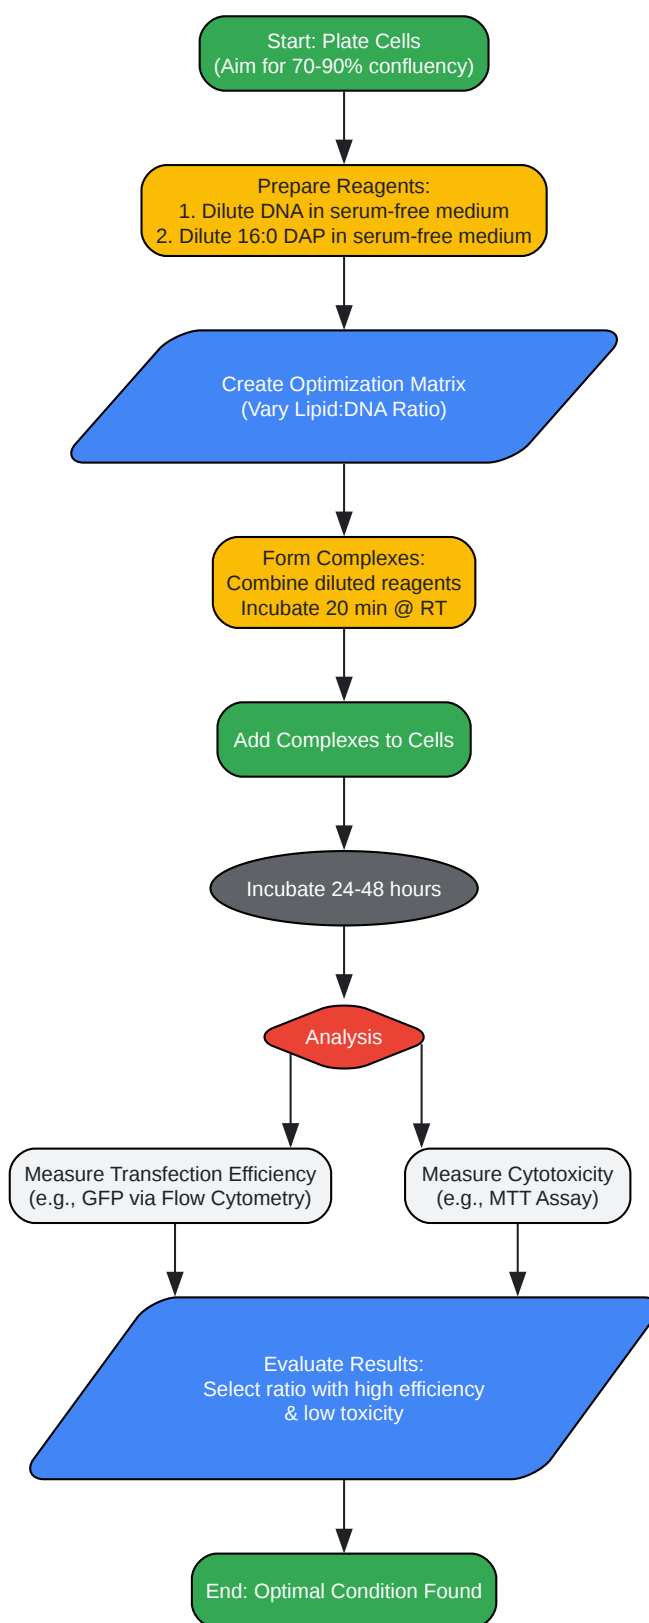 Start: Plate Cells
(Aim for 70-90% confluency)
Prepare Reagents:
1. Dilute DNA in serum-free medium
2. Dilute 16:0 DAP in serum-free medium
Create Optimization Matrix
(Vary Lipid:DNA Ratio)
Form Complexes:
Combine diluted reagents
Incubate 20 min @ RT
Add Complexes to Cells
Incubate 24-48 hours
Analysis
Measure Transfection Efficiency
(e.g., GFP via Flow Cytometry)
Measure Cytotoxicity
(e.g., MTT Assay)
Evaluate Results:
Select ratio with high efficiency
& low toxicity
End: Optimal Condition Found